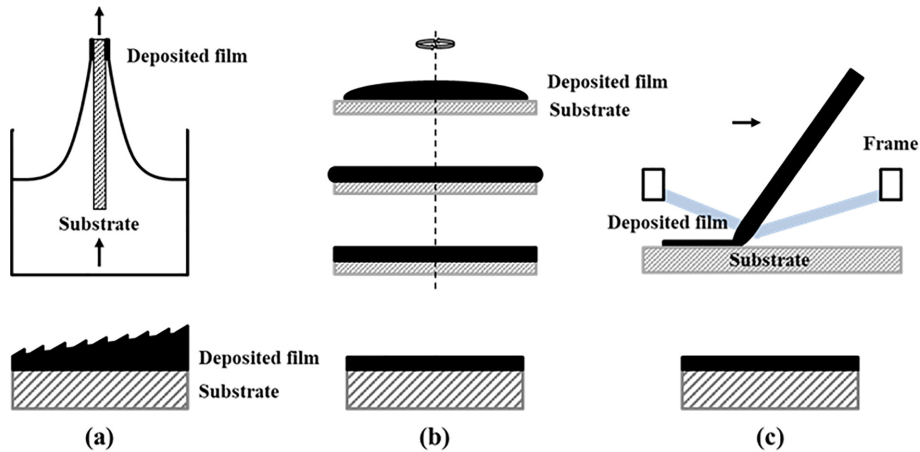 Deposited film
Substrate
Deposited film
Substrate
(a)
Deposited film
Substrate
(b)
Frame
Deposited film
Substrate
(c)